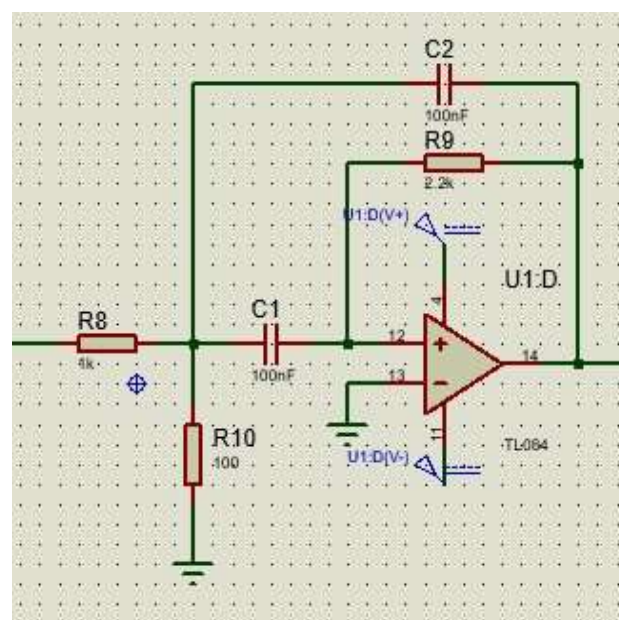 C2
100nF
R9
2.2k
U1:D(V+)
4
U1:D
R8
4k
C1
100nF
12
+
13
−
14
11
TL084
R10
100
U1:D(V-)